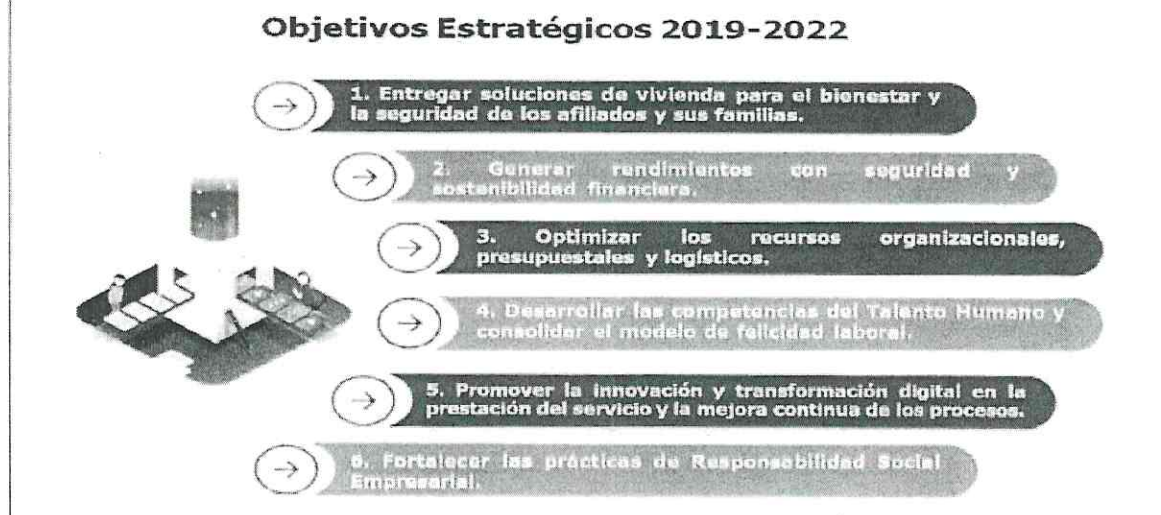 Objetivos Estratégicos 2019-2022
1. Entregar soluciones de vivienda para el bienestar y
la seguridad de los afiliados y sus familias.
2. Generar rendimientos con seguridad y
sostenibilidad financiera.
3. Optimizar los recursos organizacionales,
presupuestales y logísticos.
4. Desarrollar las competencias del Talento Humano y
consolidar el modelo de felicidad laboral.
5. Promover la innovación y transformación digital en la
prestación del servicio y la mejora continua de los procesos.
6. Fortalecer las prácticas de Responsabilidad Social
Empresarial.